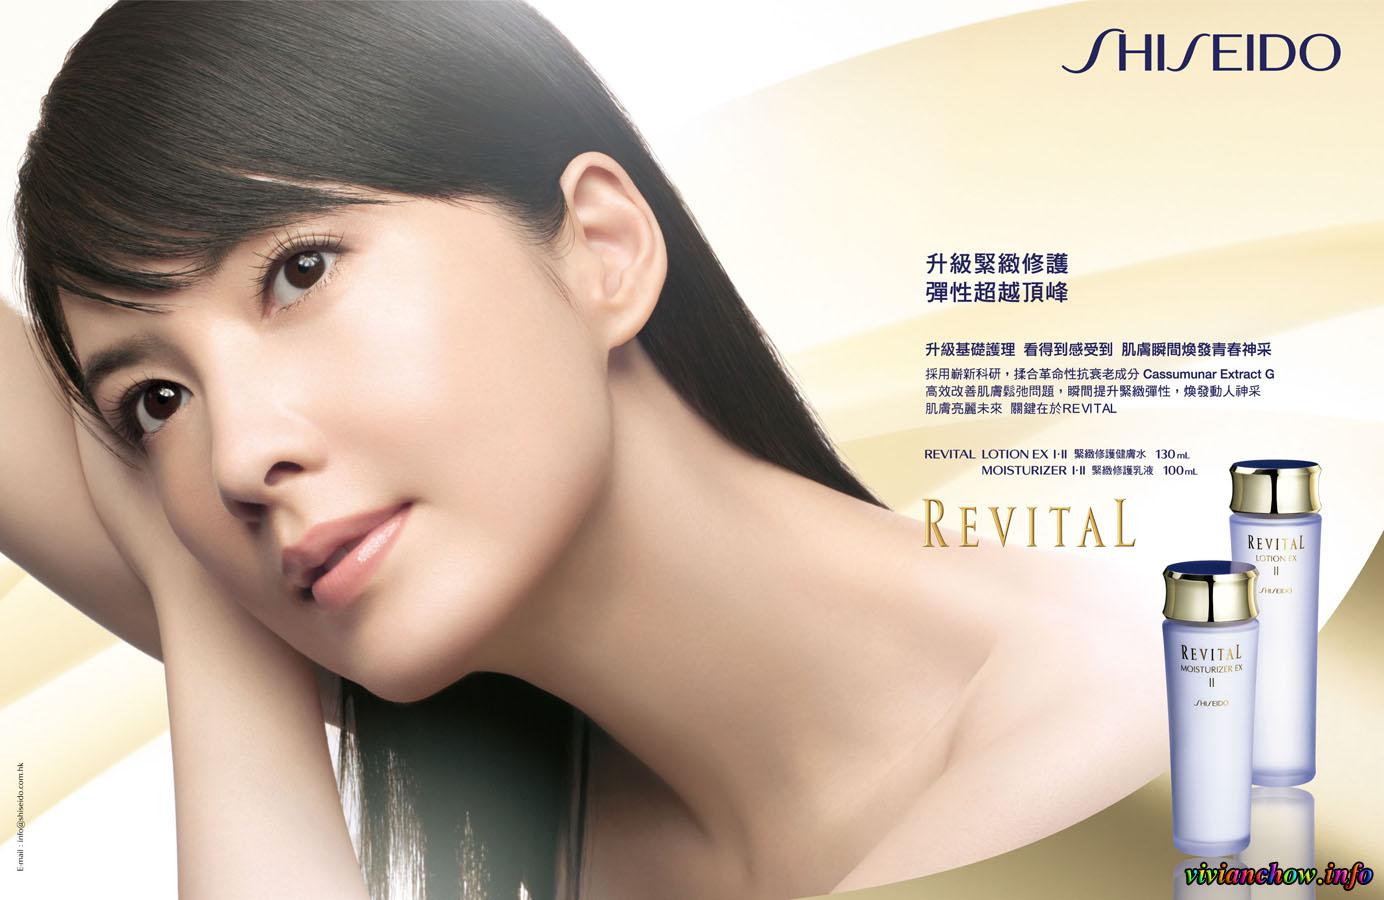 SHISEIDO
升級緊緻修護
彈性超越頂峰
升級基礎護理 看得到感受到 肌膚瞬間煥發青春神采
採用嶄新科研，揉合革命性抗衰老成分 Cassumunar Extract G
高效改善肌膚鬆弛問題，瞬間提升緊緻彈性，煥發動人神采
肌膚亮麗未來 關鍵在於REVITAL
REVITAL LOTION EX I·II 緊緻修護健膚水 130mL
MOISTURIZER I·II 緊緻修護乳液 100mL
REVITAL
REVITAL
LOTION EX
II
SHISEIDO
REVITAL
MOISTURIZER EX
II
SHISEIDO
E-mail : info@shiseido.com.hk
vivianchow.info